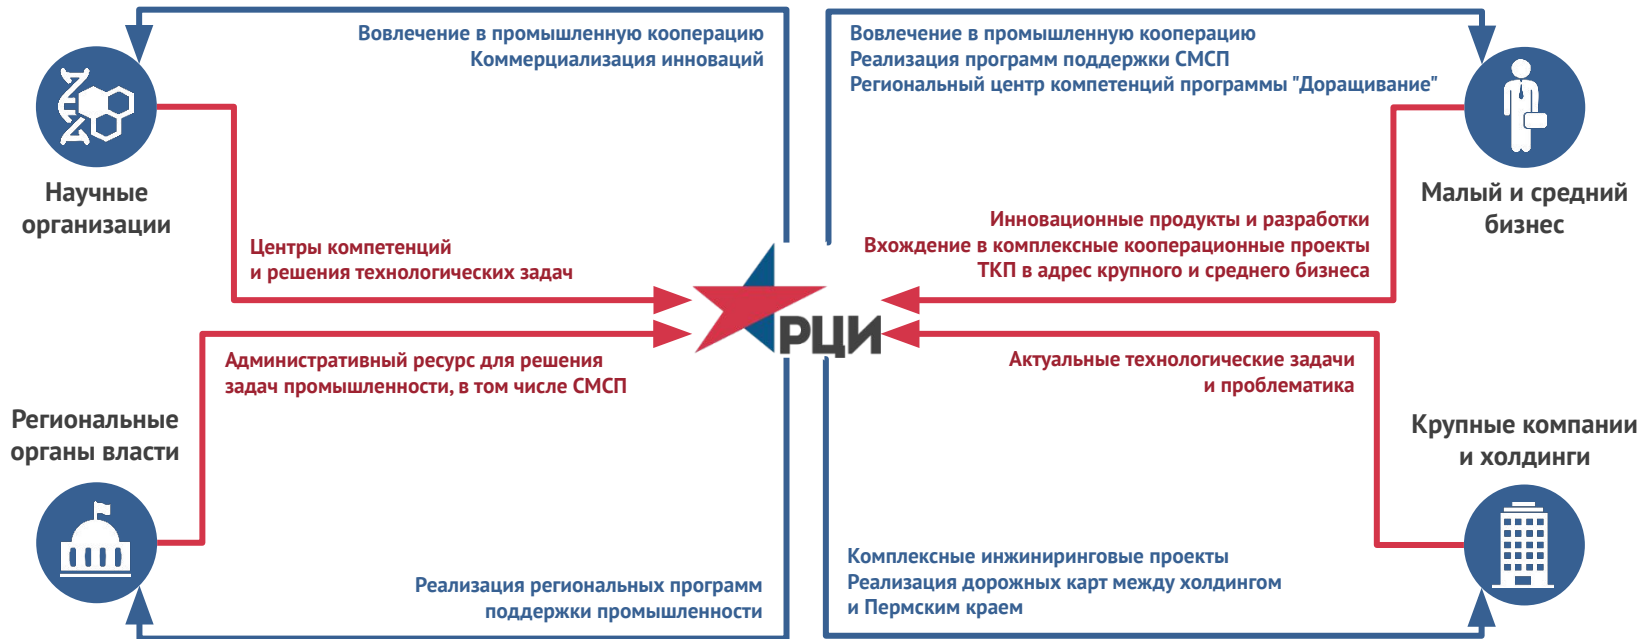 Вовлечение в промышленную кооперацию
Коммерциализация инноваций
Вовлечение в промышленную кооперацию
Реализация программ поддержки СМСП
Региональный центр компетенций программы "Доращивание"
Научные
организации
Малый и средний
бизнес
Центры компетенций
и решения технологических задач
Инновационные продукты и разработки
Вхождение в комплексные кооперационные проекты
ТКП в адрес крупного и среднего бизнеса
РЦИ
Административный ресурс для решения
задач промышленности, в том числе СМСП
Актуальные технологические задачи
и проблематика
Региональные
органы власти
Крупные компании
и холдинги
Реализация региональных программ
поддержки промышленности
Комплексные инжиниринговые проекты
Реализация дорожных карт между холдингом
и Пермским краем